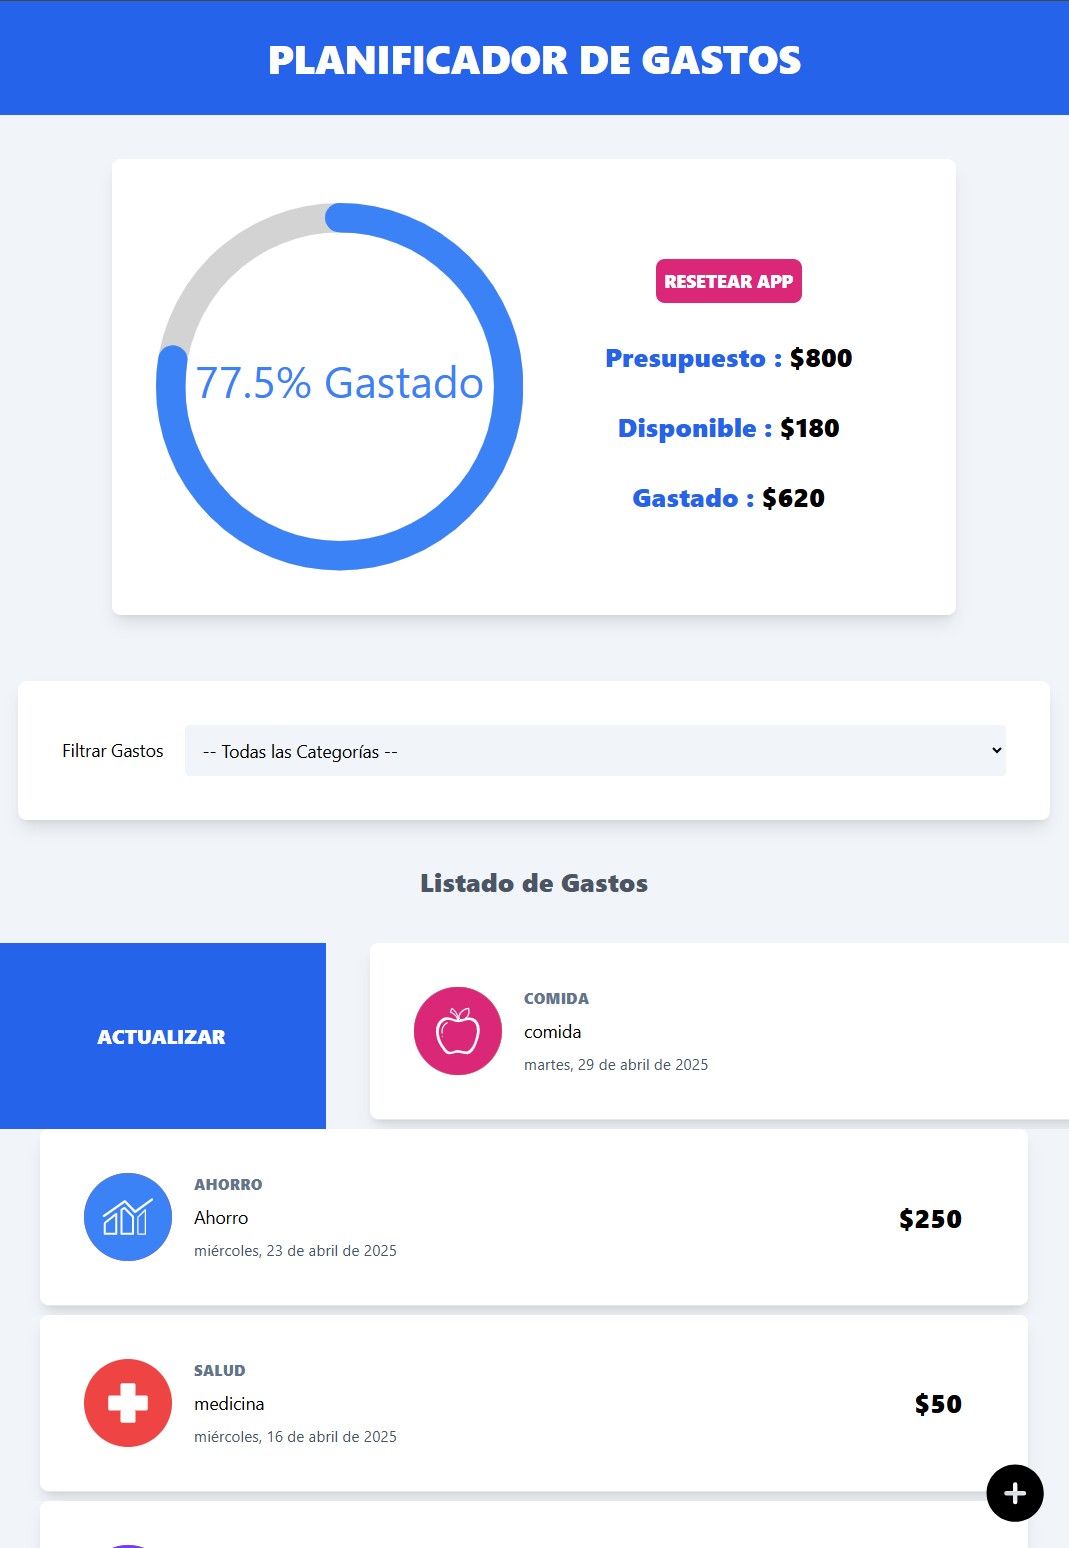 PLANIFICADOR DE GASTOS
77.5% Gastado
RESETEAR APP
Presupuesto : $800
Disponible : $180
Gastado : $620
Filtrar Gastos
-- Todas las Categorías --
Listado de Gastos
ACTUALIZAR
COMIDA
comida
martes, 29 de abril de 2025
AHORRO
Ahorro
miércoles, 23 de abril de 2025
$250
SALUD
medicina
miércoles, 16 de abril de 2025
$50